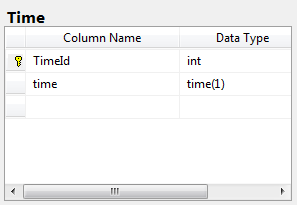 Time
Column Name Data Type
TimeId int
time time(1)